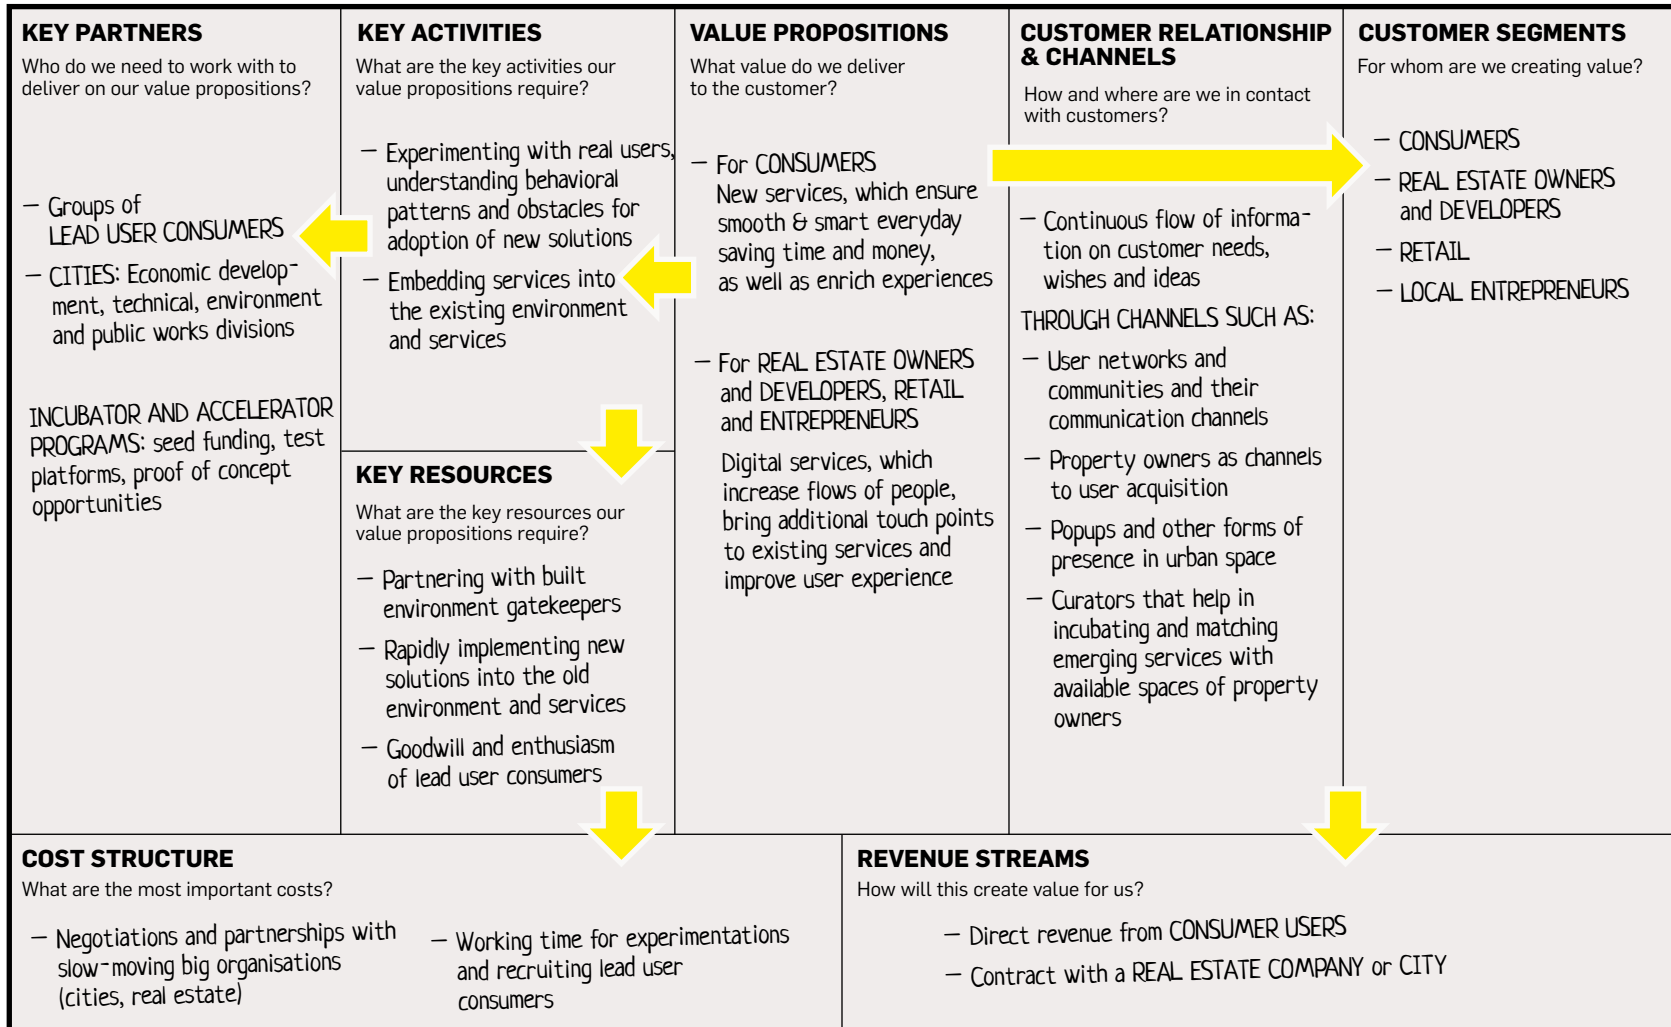 KEY PARTNERS
Who do we need to work with to
deliver on our value propositions?
— Groups of
LEAD USER CONSUMERS
— CITIES: Economic develop-
ment, technical, environment
and public works divisions
INCUBATOR AND ACCELERATOR
PROGRAMS: seed funding, test
platforms, proof of concept
opportunities
KEY ACTIVITIES
What are the key activities our
value propositions require?
— Experimenting with real users,
understanding behavioral
patterns and obstacles for
adoption of new solutions
— Embedding services into
the existing environment
and services
KEY RESOURCES
What are the key resources our
value propositions require?
— Partnering with built
environment gatekeepers
— Rapidly implementing new
solutions into the old
environment and services
— Goodwill and enthusiasm
of lead user consumers
VALUE PROPOSITIONS
What value do we deliver
to the customer?
— For CONSUMERS
New services, which ensure
smooth & smart everyday
saving time and money,
as well as enrich experiences
— For REAL ESTATE OWNERS
and DEVELOPERS, RETAIL
and ENTREPRENEURS
Digital services, which
increase flows of people,
bring additional touch points
to existing services and
improve user experience
CUSTOMER RELATIONSHIP
& CHANNELS
How and where are we in contact
with customers?
— Continuous flow of informa-
tion on customer needs,
wishes and ideas
THROUGH CHANNELS SUCH AS:
— User networks and
communities and their
communication channels
— Property owners as channels
to user acquisition
— Popups and other forms of
presence in urban space
— Curators that help in
incubating and matching
emerging services with
available spaces of property
owners
CUSTOMER SEGMENTS
For whom are we creating value?
— CONSUMERS
— REAL ESTATE OWNERS
and DEVELOPERS
— RETAIL
— LOCAL ENTREPRENEURS
COST STRUCTURE
What are the most important costs?
— Negotiations and partnerships with
slow-moving big organisations
(cities, real estate)
— Working time for experimentations
and recruiting lead user
consumers
REVENUE STREAMS
How will this create value for us?
— Direct revenue from CONSUMER USERS
— Contract with a REAL ESTATE COMPANY or CITY